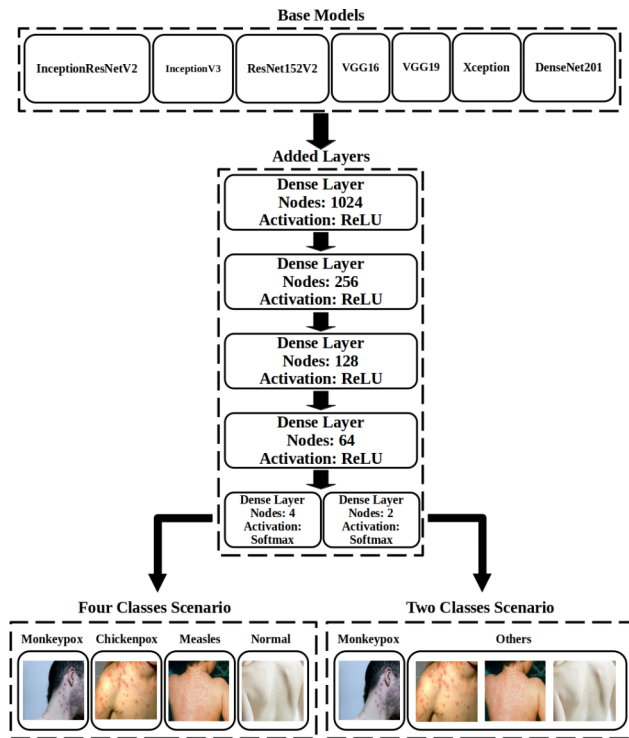 Base Models
InceptionResNetV2
InceptionV3
ResNet152V2
VGG16
VGG19
Xception
DenseNet201
Added Layers
Dense Layer
Nodes: 1024
Activation: ReLU
Dense Layer
Nodes: 256
Activation: ReLU
Dense Layer
Nodes: 128
Activation: ReLU
Dense Layer
Nodes: 64
Activation: ReLU
Dense Layer
Nodes: 4
Activation:
Softmax
Dense Layer
Nodes: 2
Activation:
Softmax
Four Classes Scenario
Monkeypox
Chickenpox
Measles
Normal
Two Classes Scenario
Monkeypox
Others